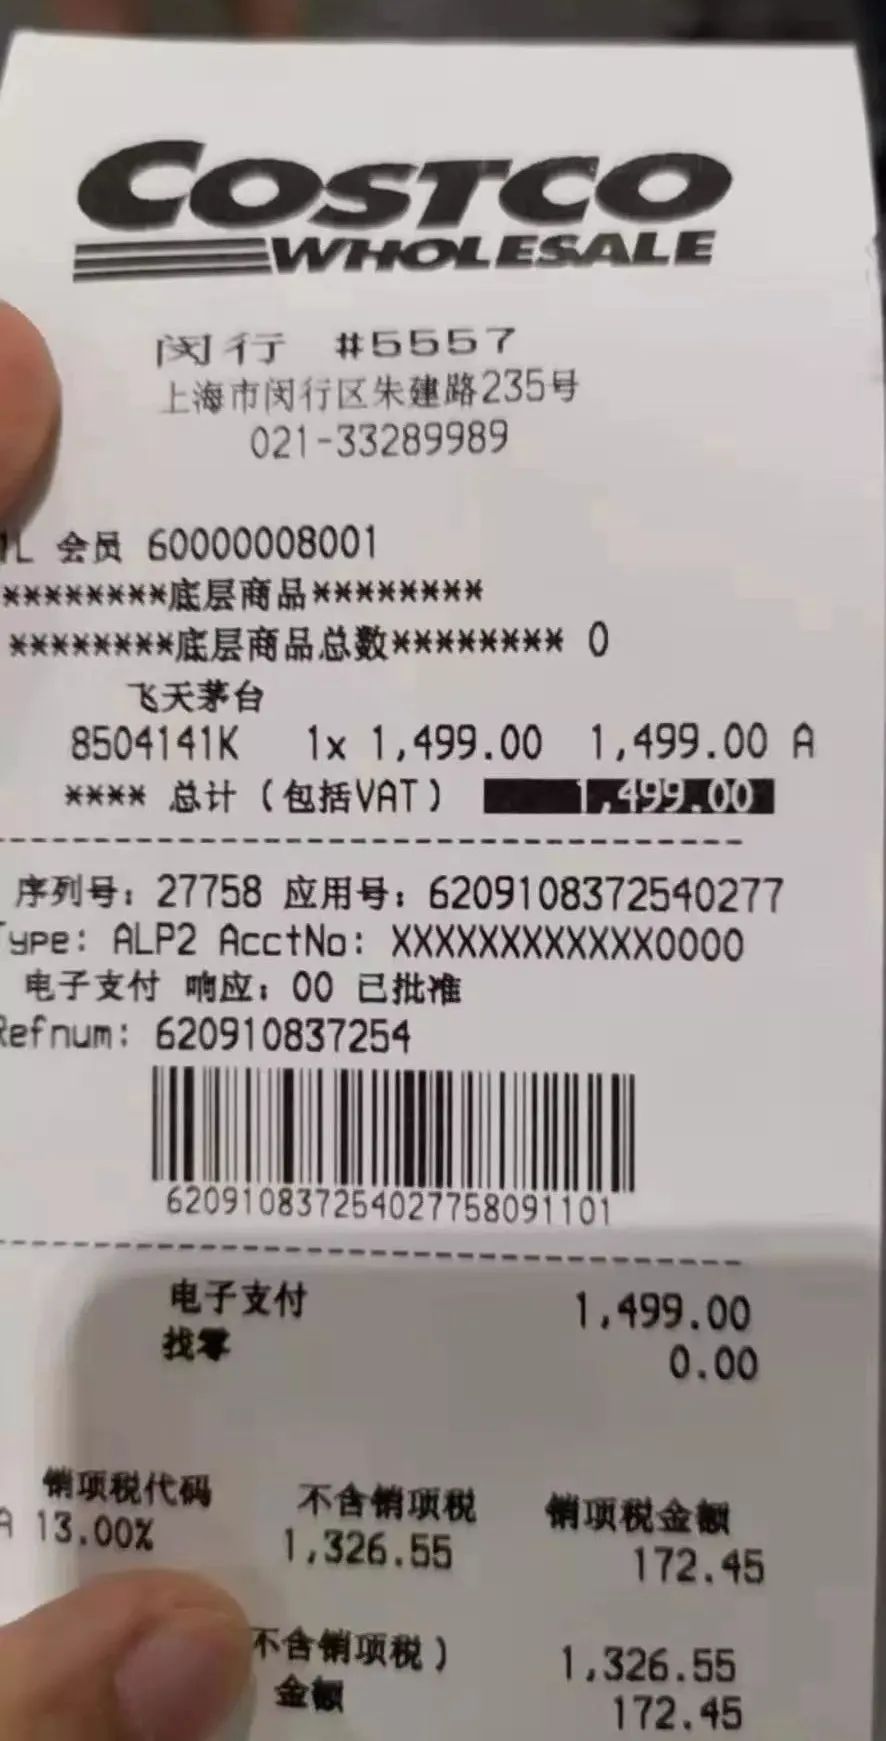 COSTCO
WHOLESALE
闵行 #5557
上海市闵行区朱建路235号
021-33289989
1L 会员 60000008001
********底层商品********
********底层商品总数******** 0
飞天茅台
8504141K 1x 1,499.00 1,499.00 A
**** 总计（包括VAT） 1,499.00
序列号：27758 应用号：6209108372540277
Type: ALP2 AcctNo: XXXXXXXXXXXX0000
电子支付 响应：00 已批准
Refnum: 620910837254
620910837254027758091101
电子支付 1,499.00
找零 0.00
销项税代码 不含销项税 销项税金额
A 13.00% 1,326.55 172.45
不含销项税） 1,326.55
金额 172.45